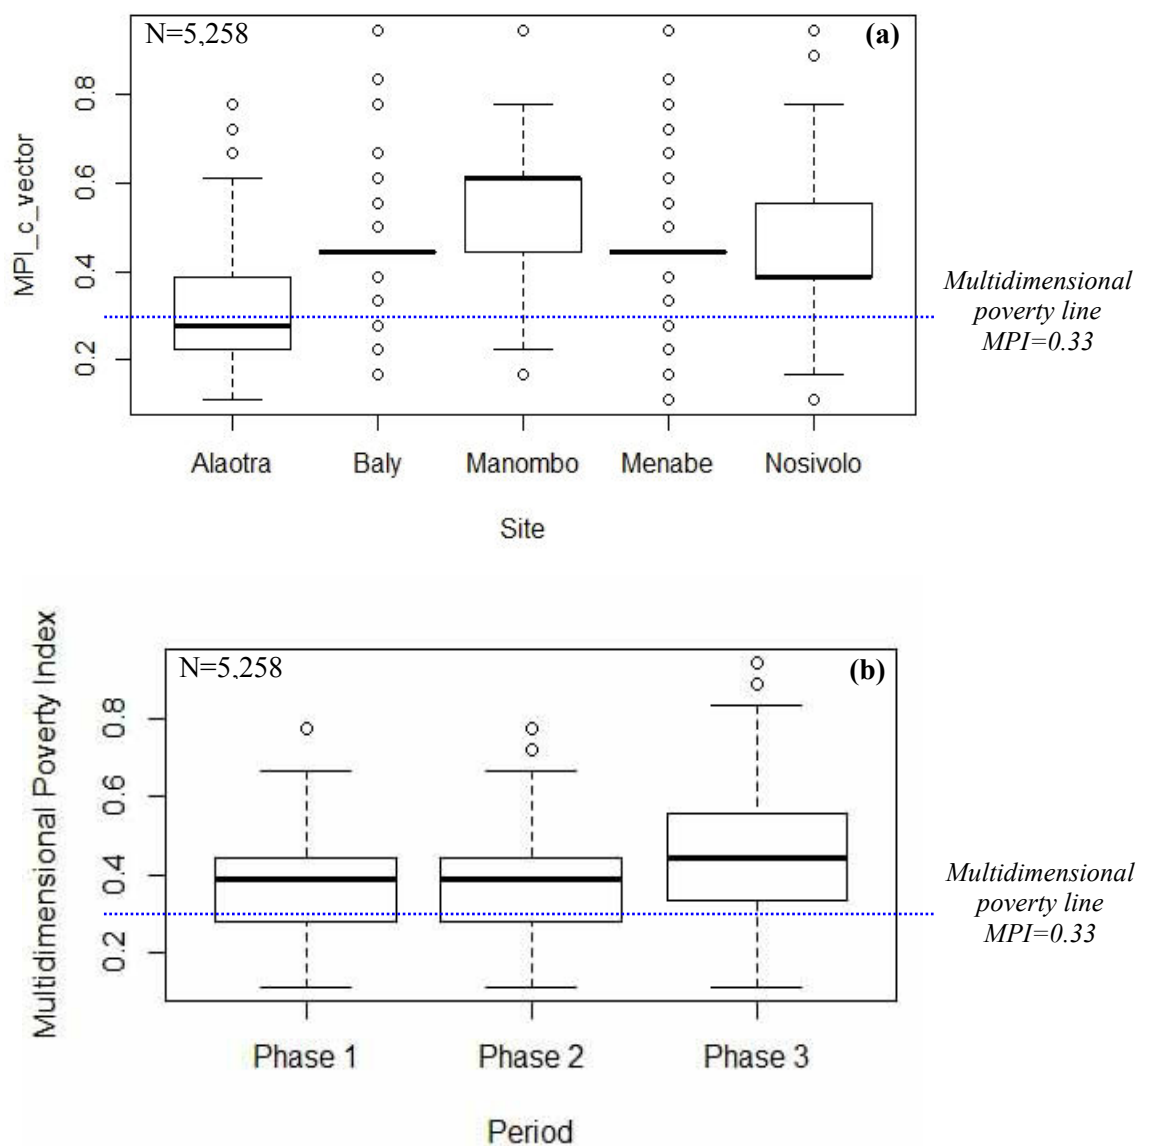 N=5,258
(a)
MPI_c_vector
0.2
0.4
0.6
0.8
Multidimensional
poverty line
MPI=0.33
Alaotra Baly Manombo Menabe Nosivolo
Site
N=5,258
(b)
Multidimensional Poverty Index
0.2
0.4
0.6
0.8
Multidimensional
poverty line
MPI=0.33
Phase 1 Phase 2 Phase 3
Period